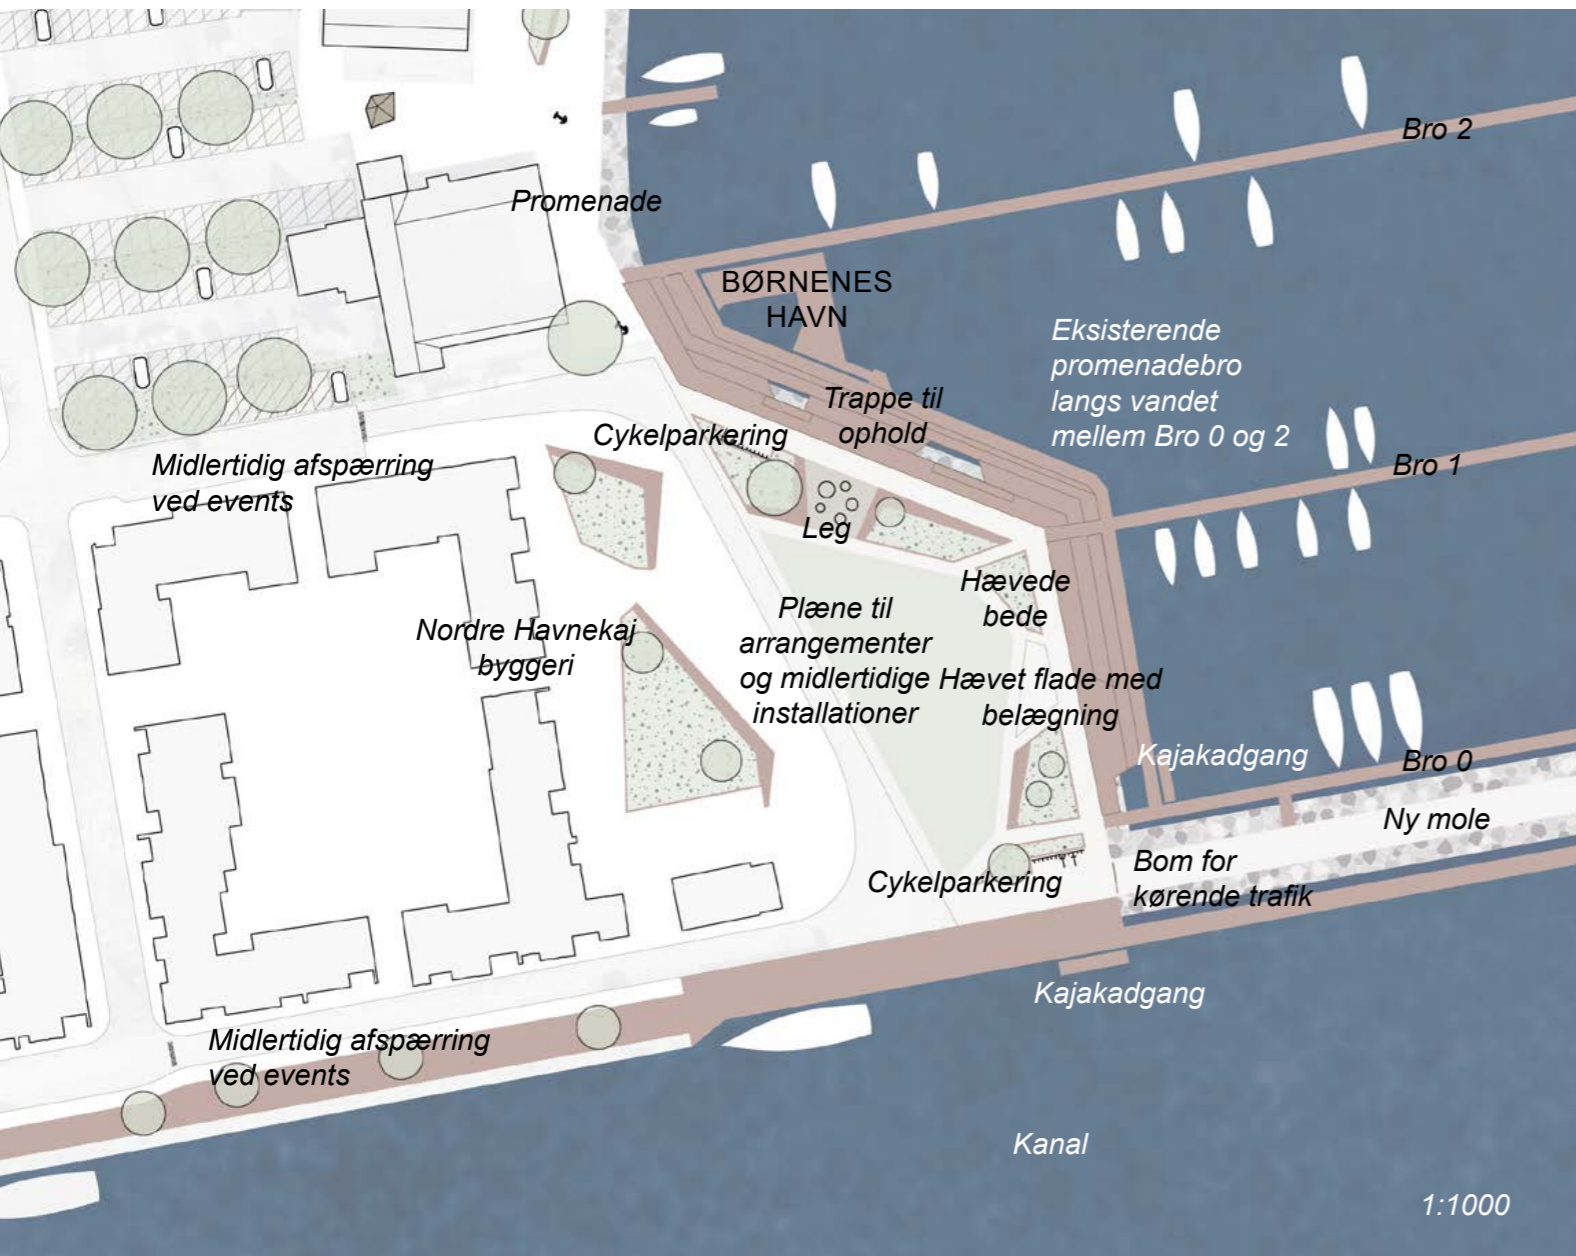 Bro 2
Promenade
BØRNENES
HAVN
Eksisterende
promenadebro
langs vandet
mellem Bro 0 og 2
Trappe til
ophold
Cykelparkering
Bro 1
Midlertidig afspærring
ved events
Leg
Hævede
bede
Plæne til
arrangementer
og midlertidige
installationer
Nordre Havnekaj
byggeri
Hævet flade med
belægning
Kajakadgang
Bro 0
Ny mole
Bom for
kørende trafik
Cykelparkering
Kajakadgang
Midlertidig afspærring
ved events
Kanal
1:1000